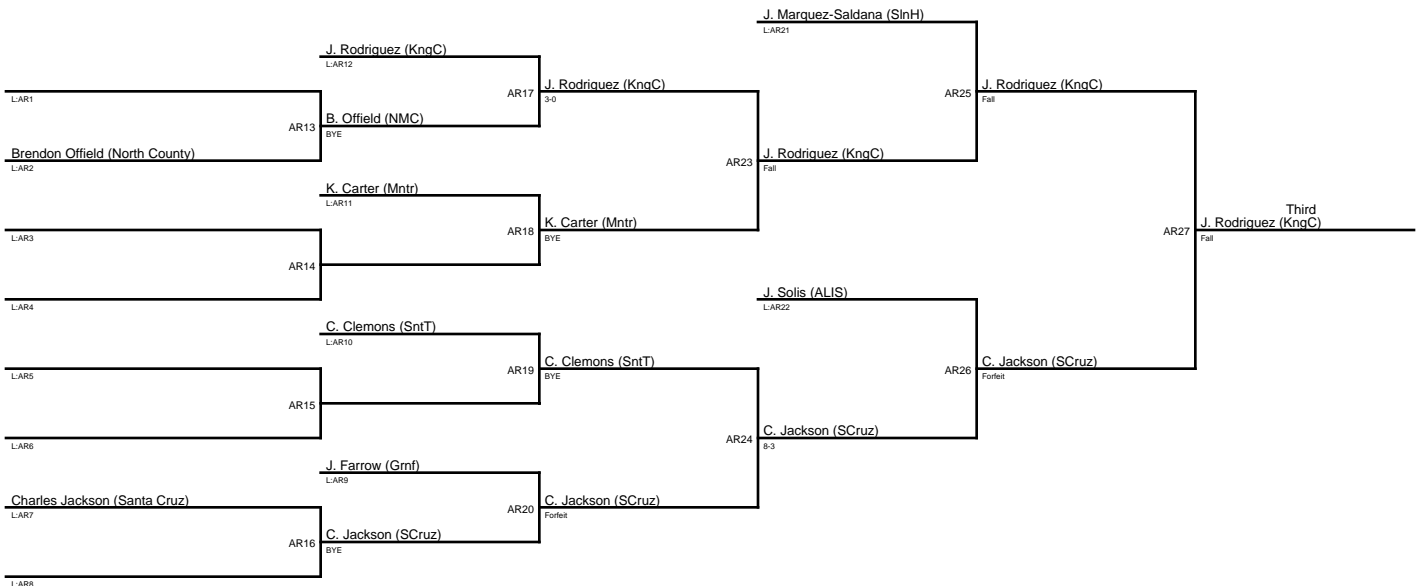 J. Marquez-Saldana (SlnH)
L:AR21
J. Rodriguez (KngC)
L:AR12
AR17
J. Rodriguez (KngC)
3-0
AR25
J. Rodriguez (KngC)
Fall
L:AR1
AR13
B. Offield (NMC)
BYE
Brendon Offield (North County)
L:AR2
AR23
J. Rodriguez (KngC)
Fall
K. Carter (Mntr)
L:AR11
L:AR3
AR18
K. Carter (Mntr)
BYE
AR27
Third
J. Rodriguez (KngC)
Fall
AR14
L:AR4
J. Solis (ALIS)
L:AR22
C. Clemons (SntT)
L:AR10
L:AR5
AR19
C. Clemons (SntT)
BYE
AR26
C. Jackson (SCruz)
Forfeit
AR15
L:AR6
AR24
C. Jackson (SCruz)
8-3
J. Farrow (Grnf)
L:AR9
Charles Jackson (Santa Cruz)
L:AR7
AR20
C. Jackson (SCruz)
Forfeit
AR16
C. Jackson (SCruz)
BYE
L:AR8